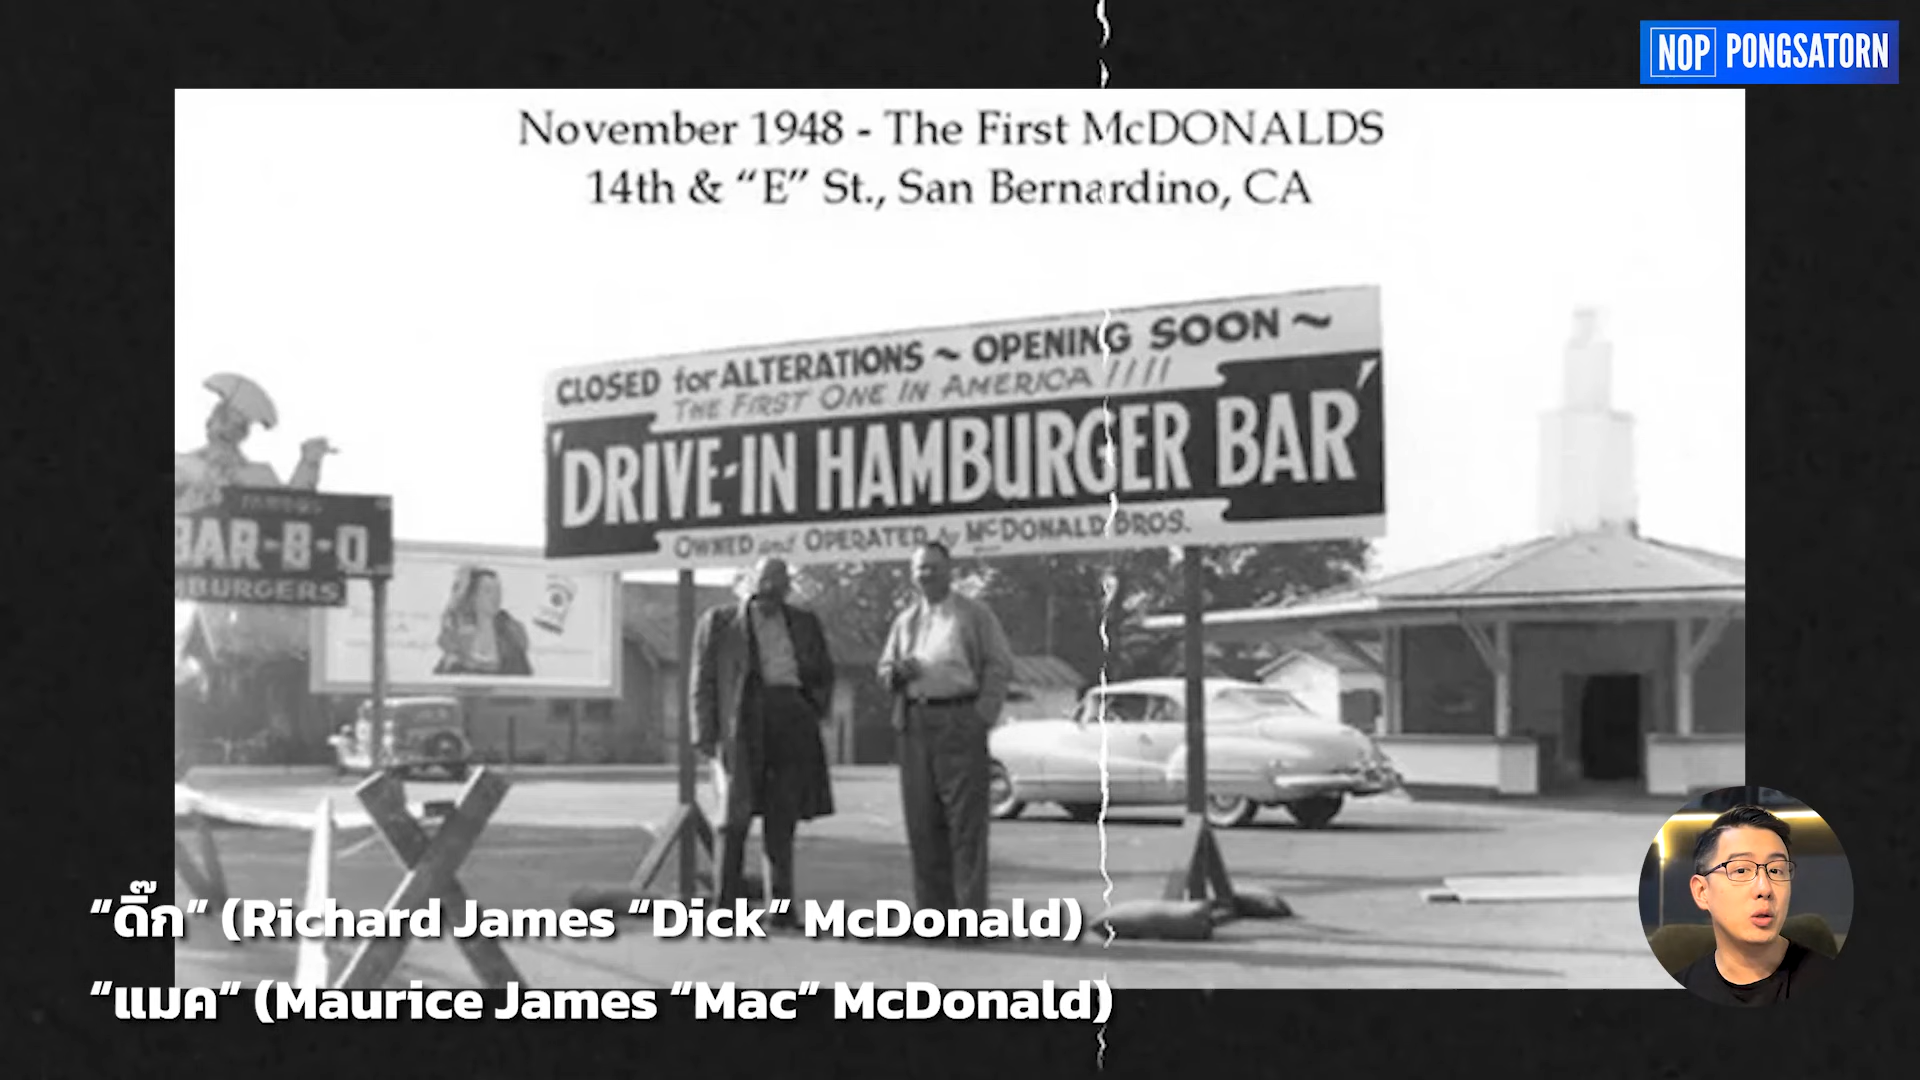 NOP PONGSATORN
November 1948 - The First McDONALDS
14th & “E” St., San Bernardino, CA
CLOSED for ALTERATIONS ~ OPENING SOON ~
THE FIRST ONE IN AMERICA !!!!
'DRIVE-IN HAMBURGER BAR'
OWNED and OPERATED by McDONALD BROS.
BAR-B-Q
BURGERS
“ดิ๊ก” (Richard James “Dick” McDonald)
“แมค” (Maurice James “Mac” McDonald)